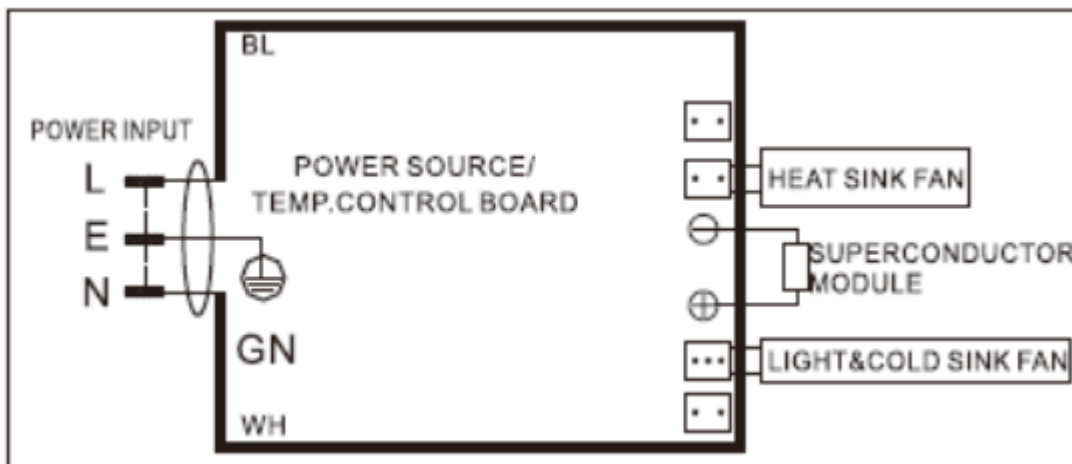 BL
POWER INPUT
L
E
N
POWER SOURCE/
TEMP.CONTROL BOARD
GN
WH
HEAT SINK FAN
SUPERCONDUCTOR
MODULE
LIGHT&COLD SINK FAN